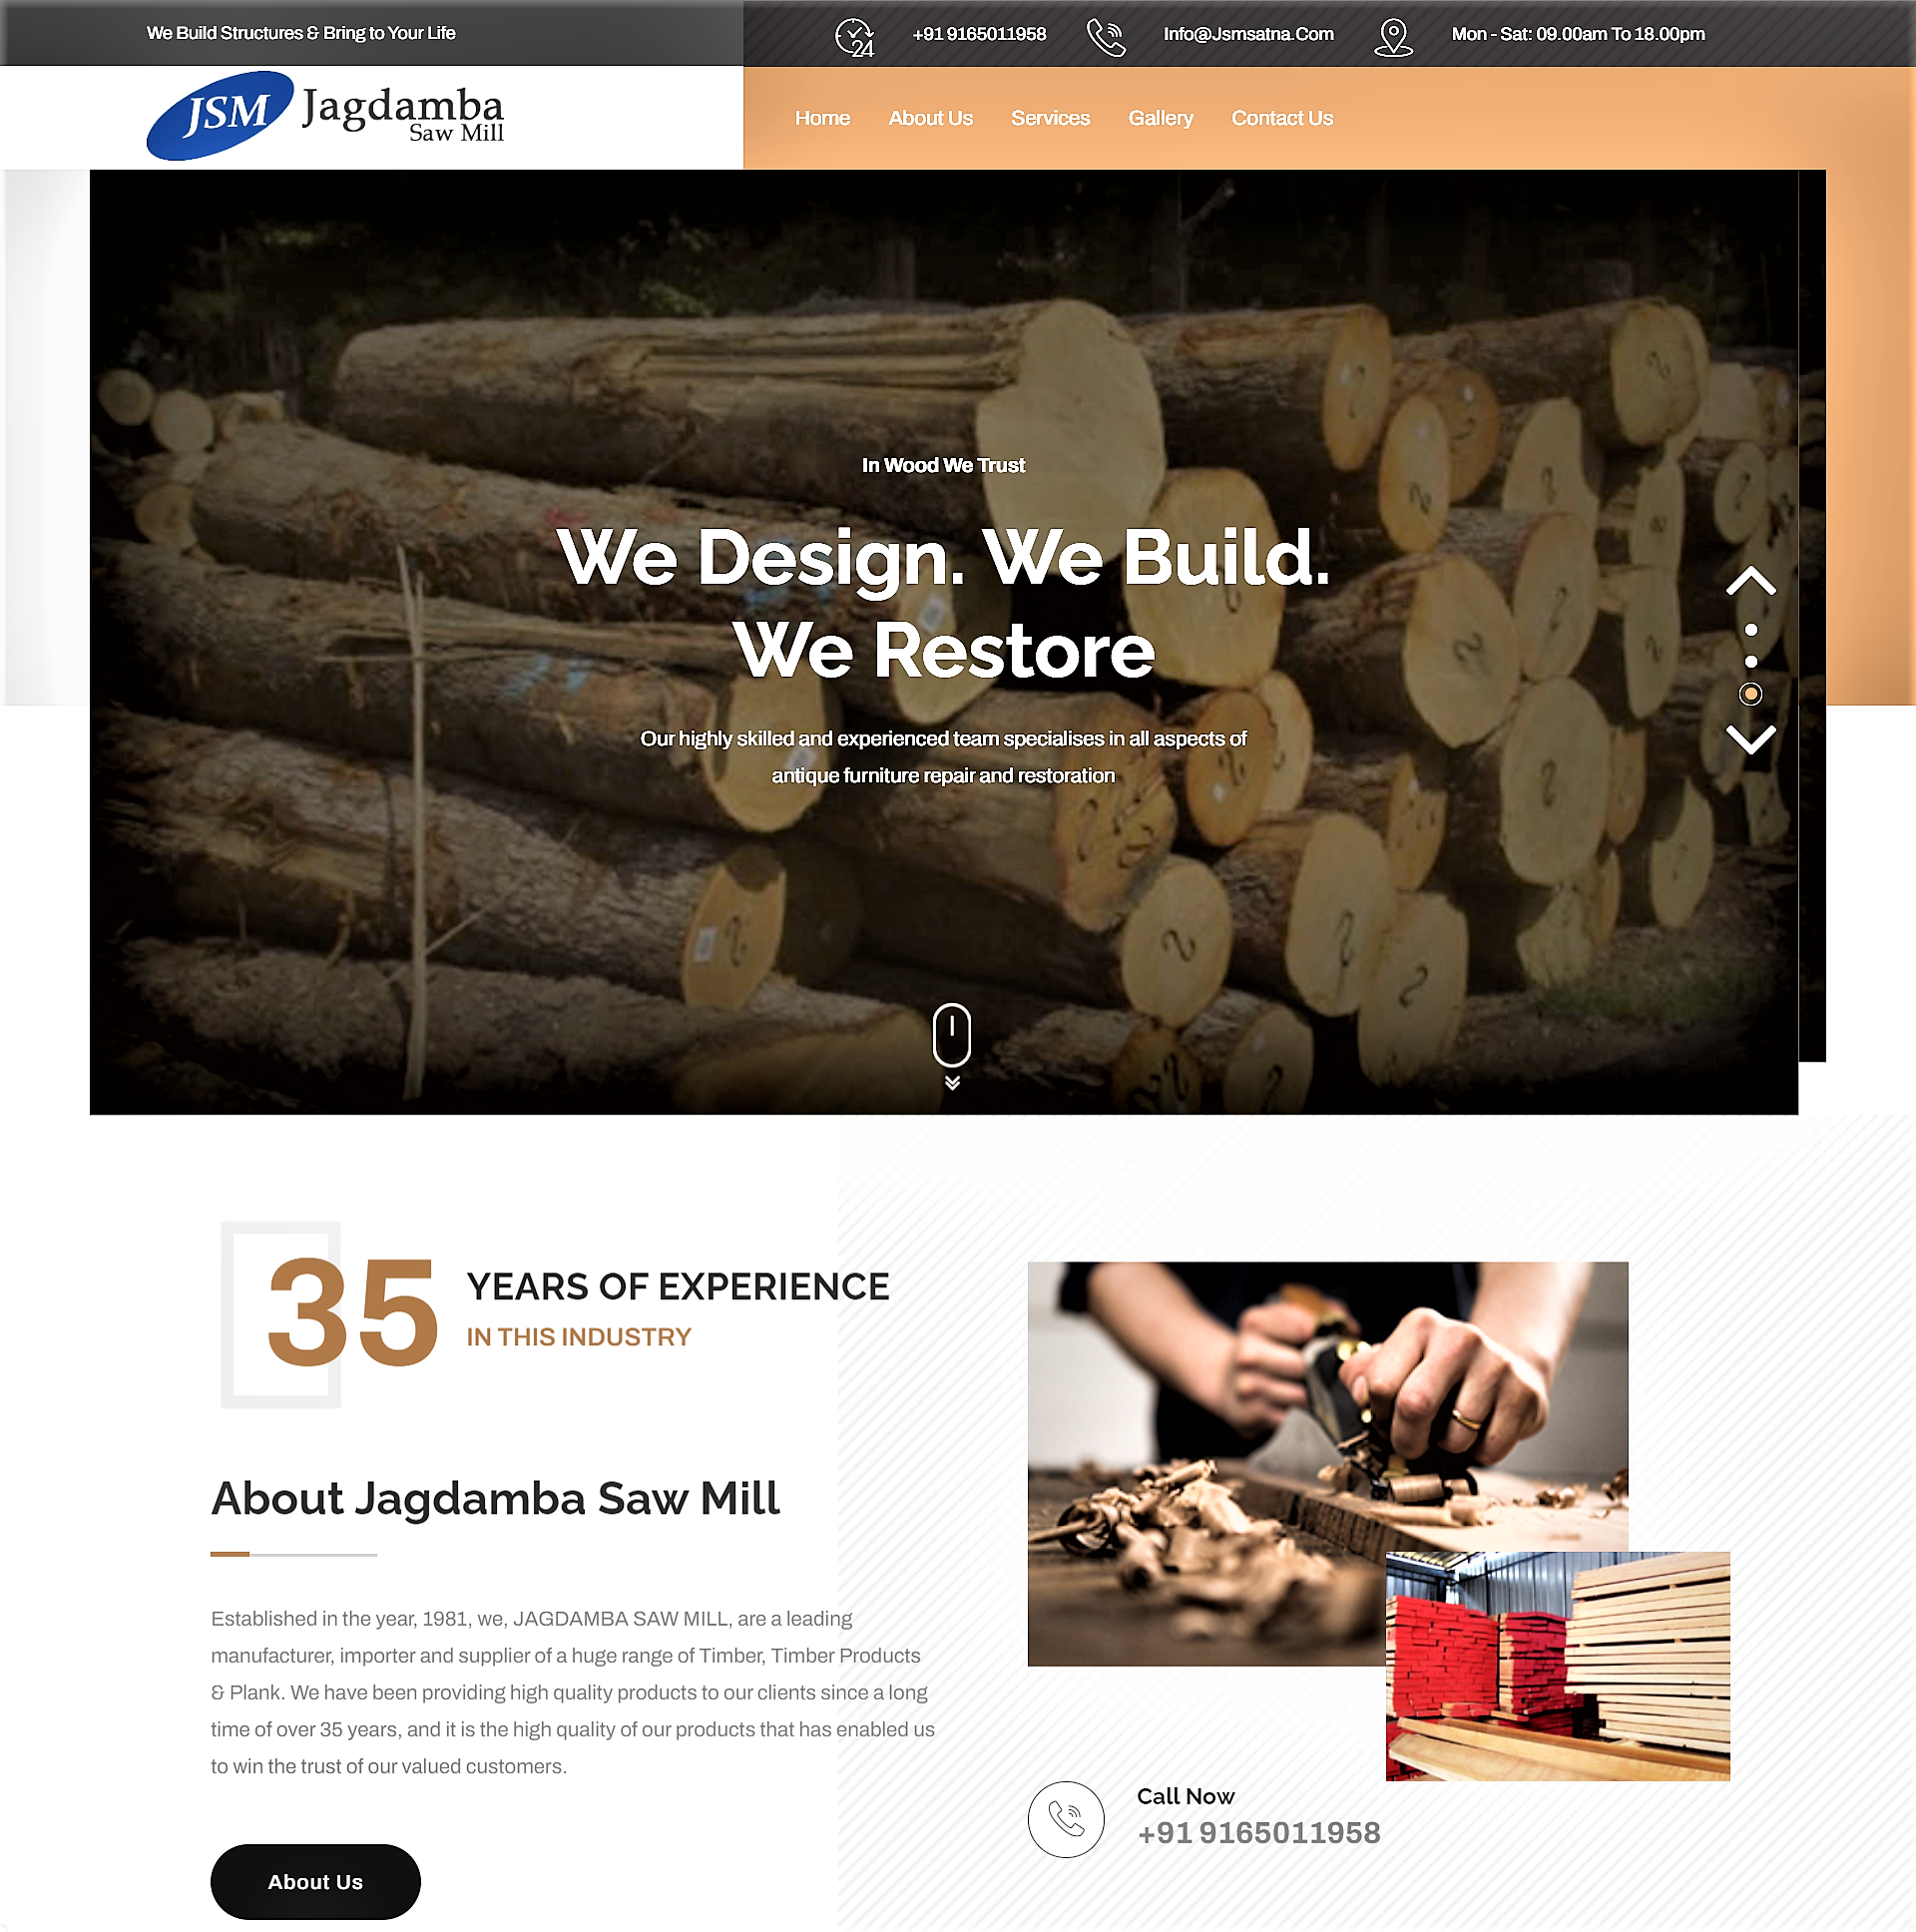 We Build Structures & Bring to Your Life
24
+91 9165011958
Info@Jsmsatna.Com
Mon - Sat: 09.00am To 18.00pm
JSM
Jagdamba
Saw Mill
Home
About Us
Services
Gallery
Contact Us
In Wood We Trust
We Design. We Build.
We Restore
Our highly skilled and experienced team specialises in all aspects of
antique furniture repair and restoration
35
YEARS OF EXPERIENCE
IN THIS INDUSTRY
About Jagdamba Saw Mill
Established in the year, 1981, we, JAGDAMBA SAW MILL, are a leading
manufacturer, importer and supplier of a huge range of Timber, Timber Products
& Plank. We have been providing high quality products to our clients since a long
time of over 35 years, and it is the high quality of our products that has enabled us
to win the trust of our valued customers.
About Us
Call Now
+91 9165011958